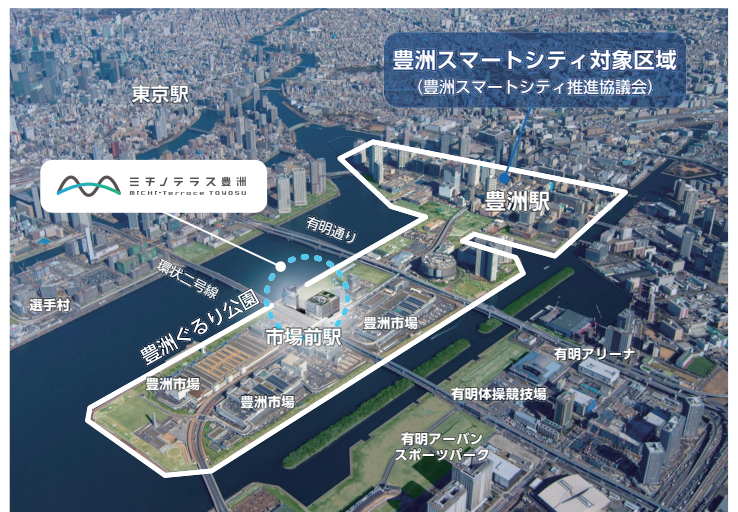 豊洲スマートシティ対象区域
（豊洲スマートシティ推進協議会）
東京駅
ミチノテラス豊洲
MICHI-Terrace TOYOSU
豊洲駅
有明通り
環状二号線
選手村
豊洲ぐるり公園
市場前駅
豊洲市場
有明アリーナ
豊洲市場
豊洲市場
有明体操競技場
有明アーバン
スポーツパーク